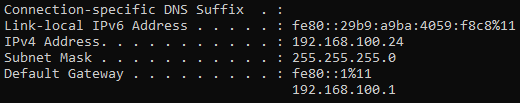 Connection-specific DNS Suffix  . :
Link-local IPv6 Address . . . . . : fe80::29b9:a9ba:4059:f8c8%11
IPv4 Address. . . . . . . . . . . : 192.168.100.24
Subnet Mask . . . . . . . . . . . : 255.255.255.0
Default Gateway . . . . . . . . . : fe80::1%11
192.168.100.1